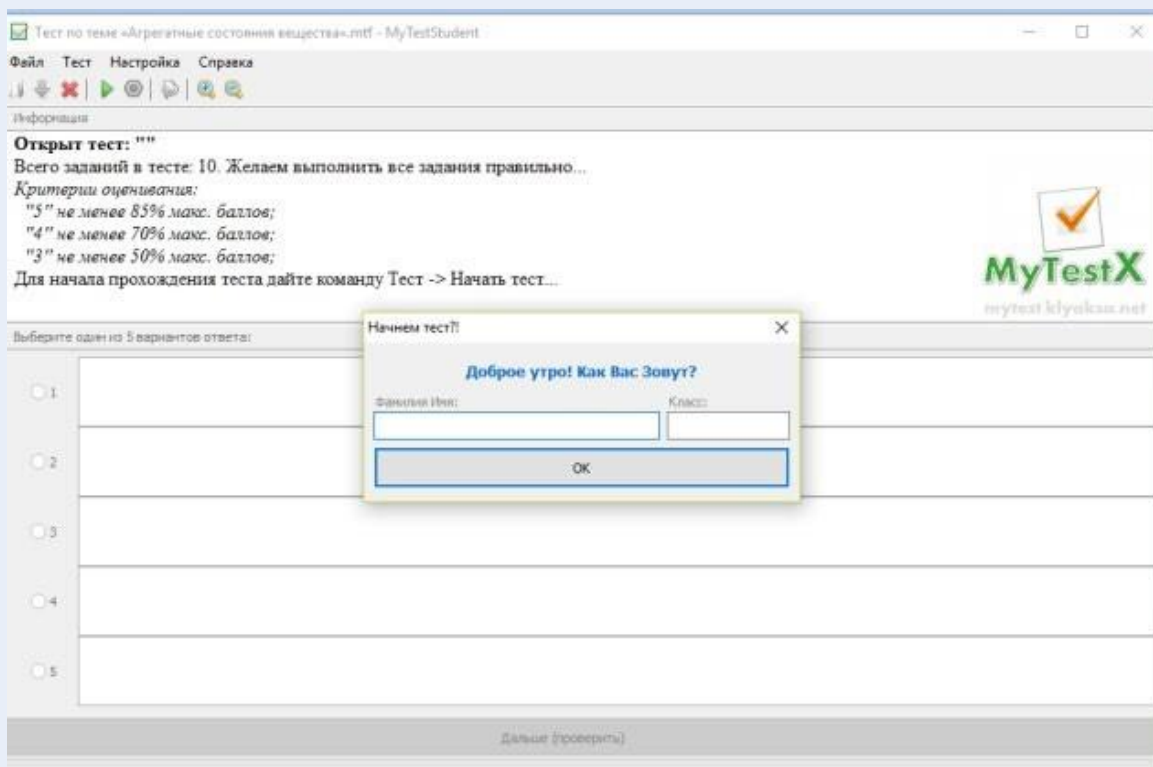 Тест по теме «Агрегатные состояния вещества».mtf - MyTestStudent
Файл Тест Настройка Справка
Информация
Открыт тест: ""
Всего заданий в тесте: 10. Желаем выполнить все задания правильно...
Критерии оценивания:
"5" не менее 85% макс. баллов;
"4" не менее 70% макс. баллов;
"3" не менее 50% макс. баллов;
Для начала прохождения теста дайте команду Тест -> Начать тест...
MyTestX
mytest.klyaksa.net
Выберите один из 5 вариантов ответа:
Начнем тест?!
Доброе утро! Как Вас Зовут?
Фамилия Имя: Класс:
OK
1
2
3
4
5
Дальше (проверить)